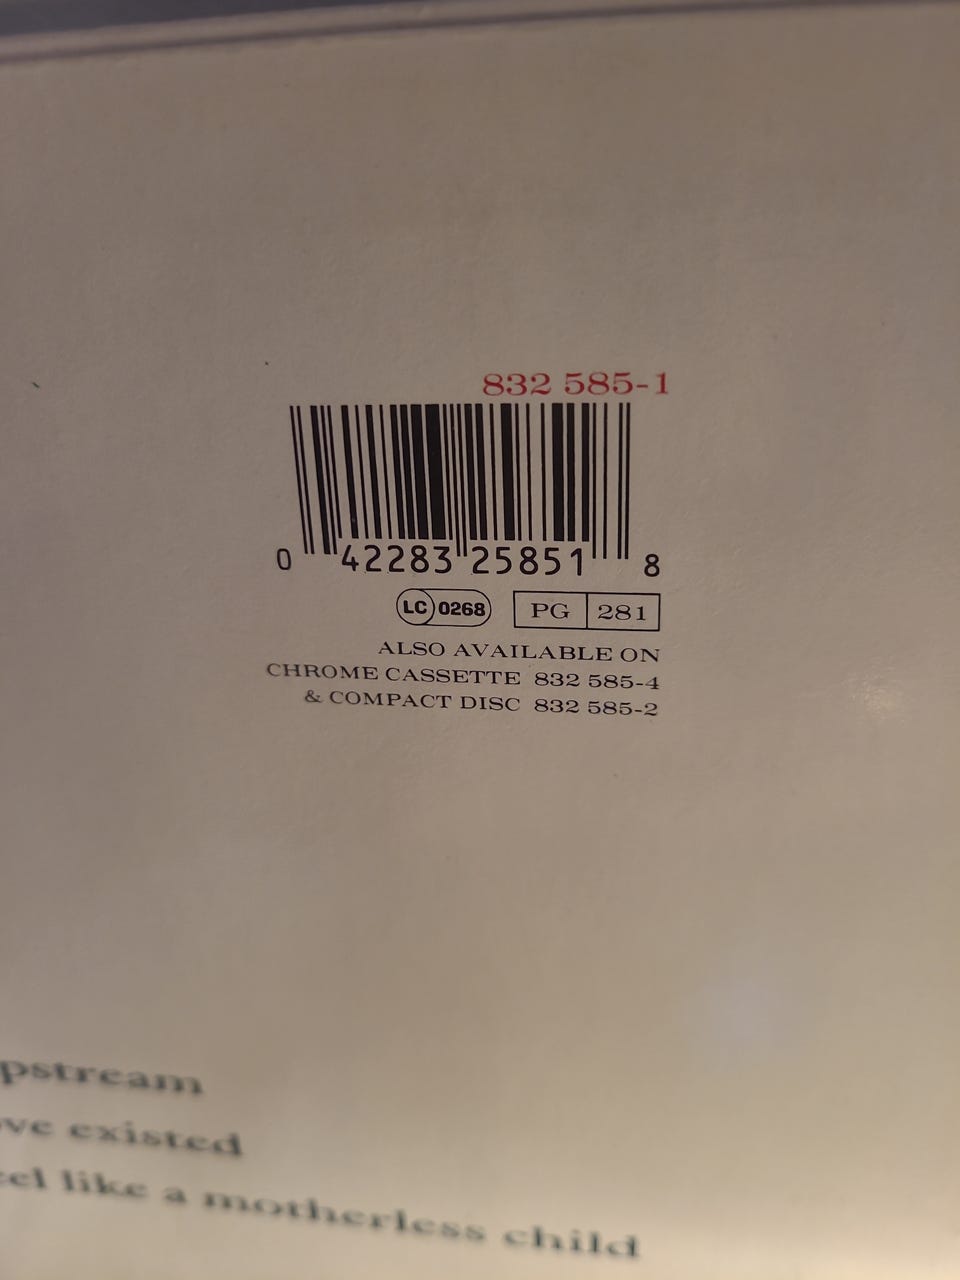 832 585-1
0 42283 25851 8
LC 0268 PG 281
ALSO AVAILABLE ON
CHROME CASSETTE 832 585-4
& COMPACT DISC 832 585-2
pstream
ve existed
el like a motherless child